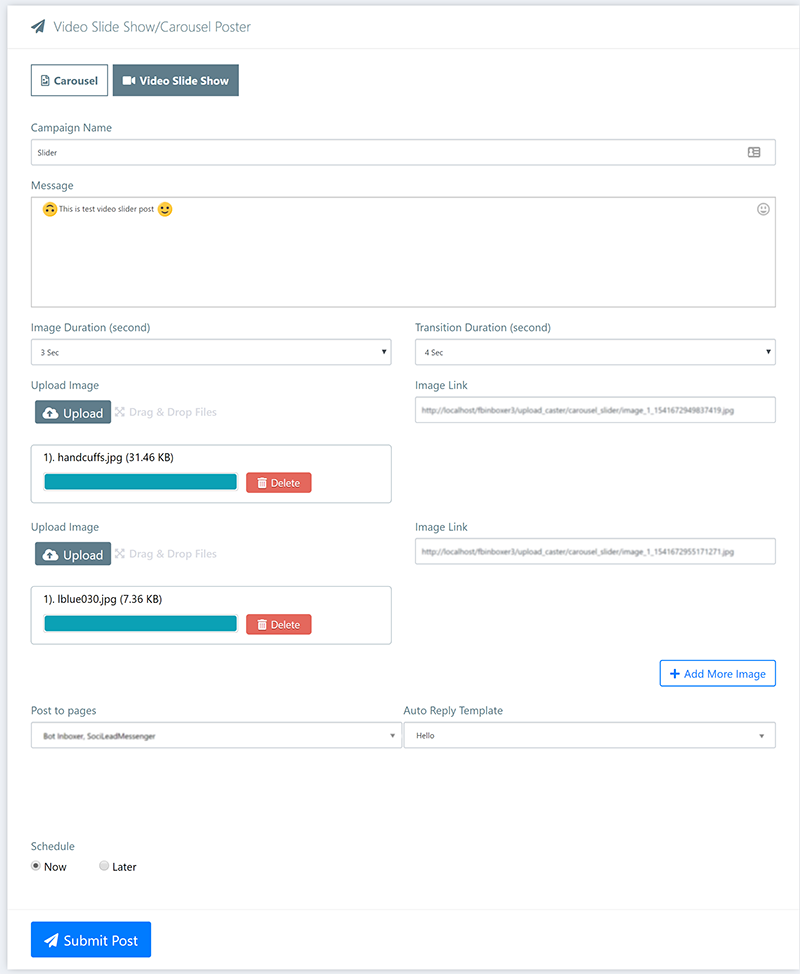 Video Slide Show/Carousel Poster
Carousel Video Slide Show
Campaign Name
Slider
Message
🙃 This is test video slider post 🙂
Image Duration (second) Transition Duration (second)
3 Sec 4 Sec
Upload Image Image Link
Upload Drag & Drop Files http://localhost/fbinboxer3/upload_caster/carousel_slider/image_1_1541672949837419.jpg
1). handcuffs.jpg (31.46 KB)
Delete
Upload Image Image Link
Upload Drag & Drop Files http://localhost/fbinboxer3/upload_caster/carousel_slider/image_1_1541672955171271.jpg
1). lblue030.jpg (7.36 KB)
Delete
+ Add More Image
Post to pages Auto Reply Template
Bot Inboxer, SociLeadMessenger Hello
Schedule
Now Later
Submit Post